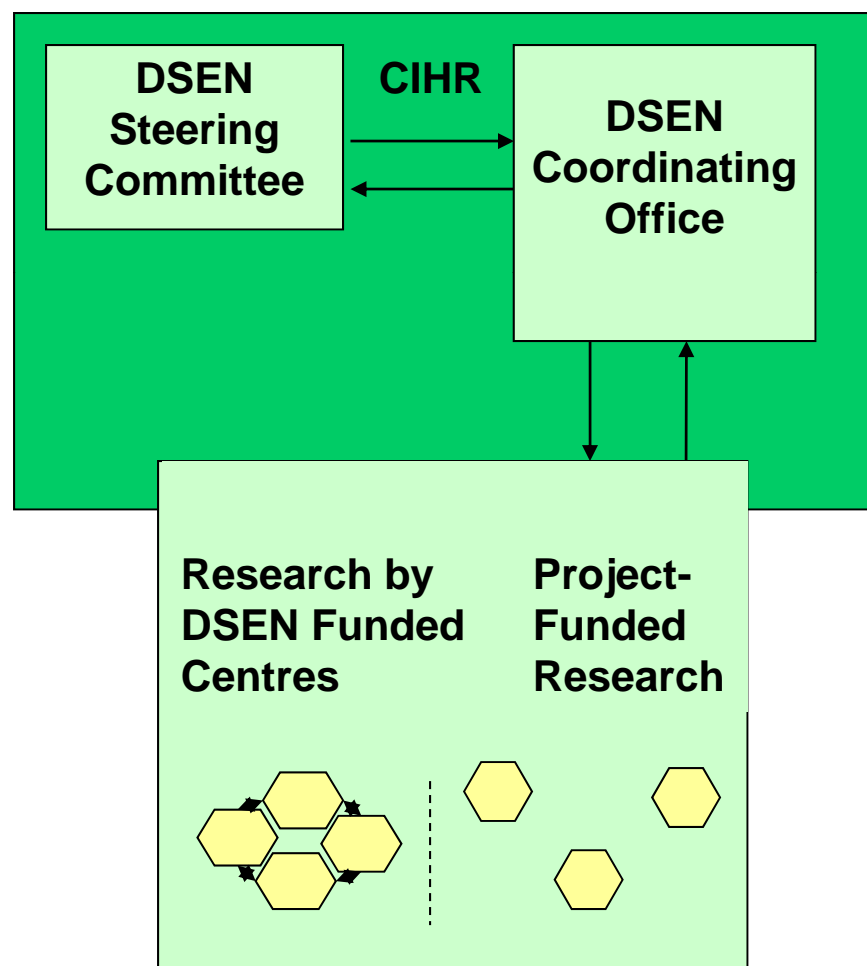 DSEN
Steering
Committee
CIHR
DSEN
Coordinating
Office
Research by
DSEN Funded
Centres
Project-
Funded
Research